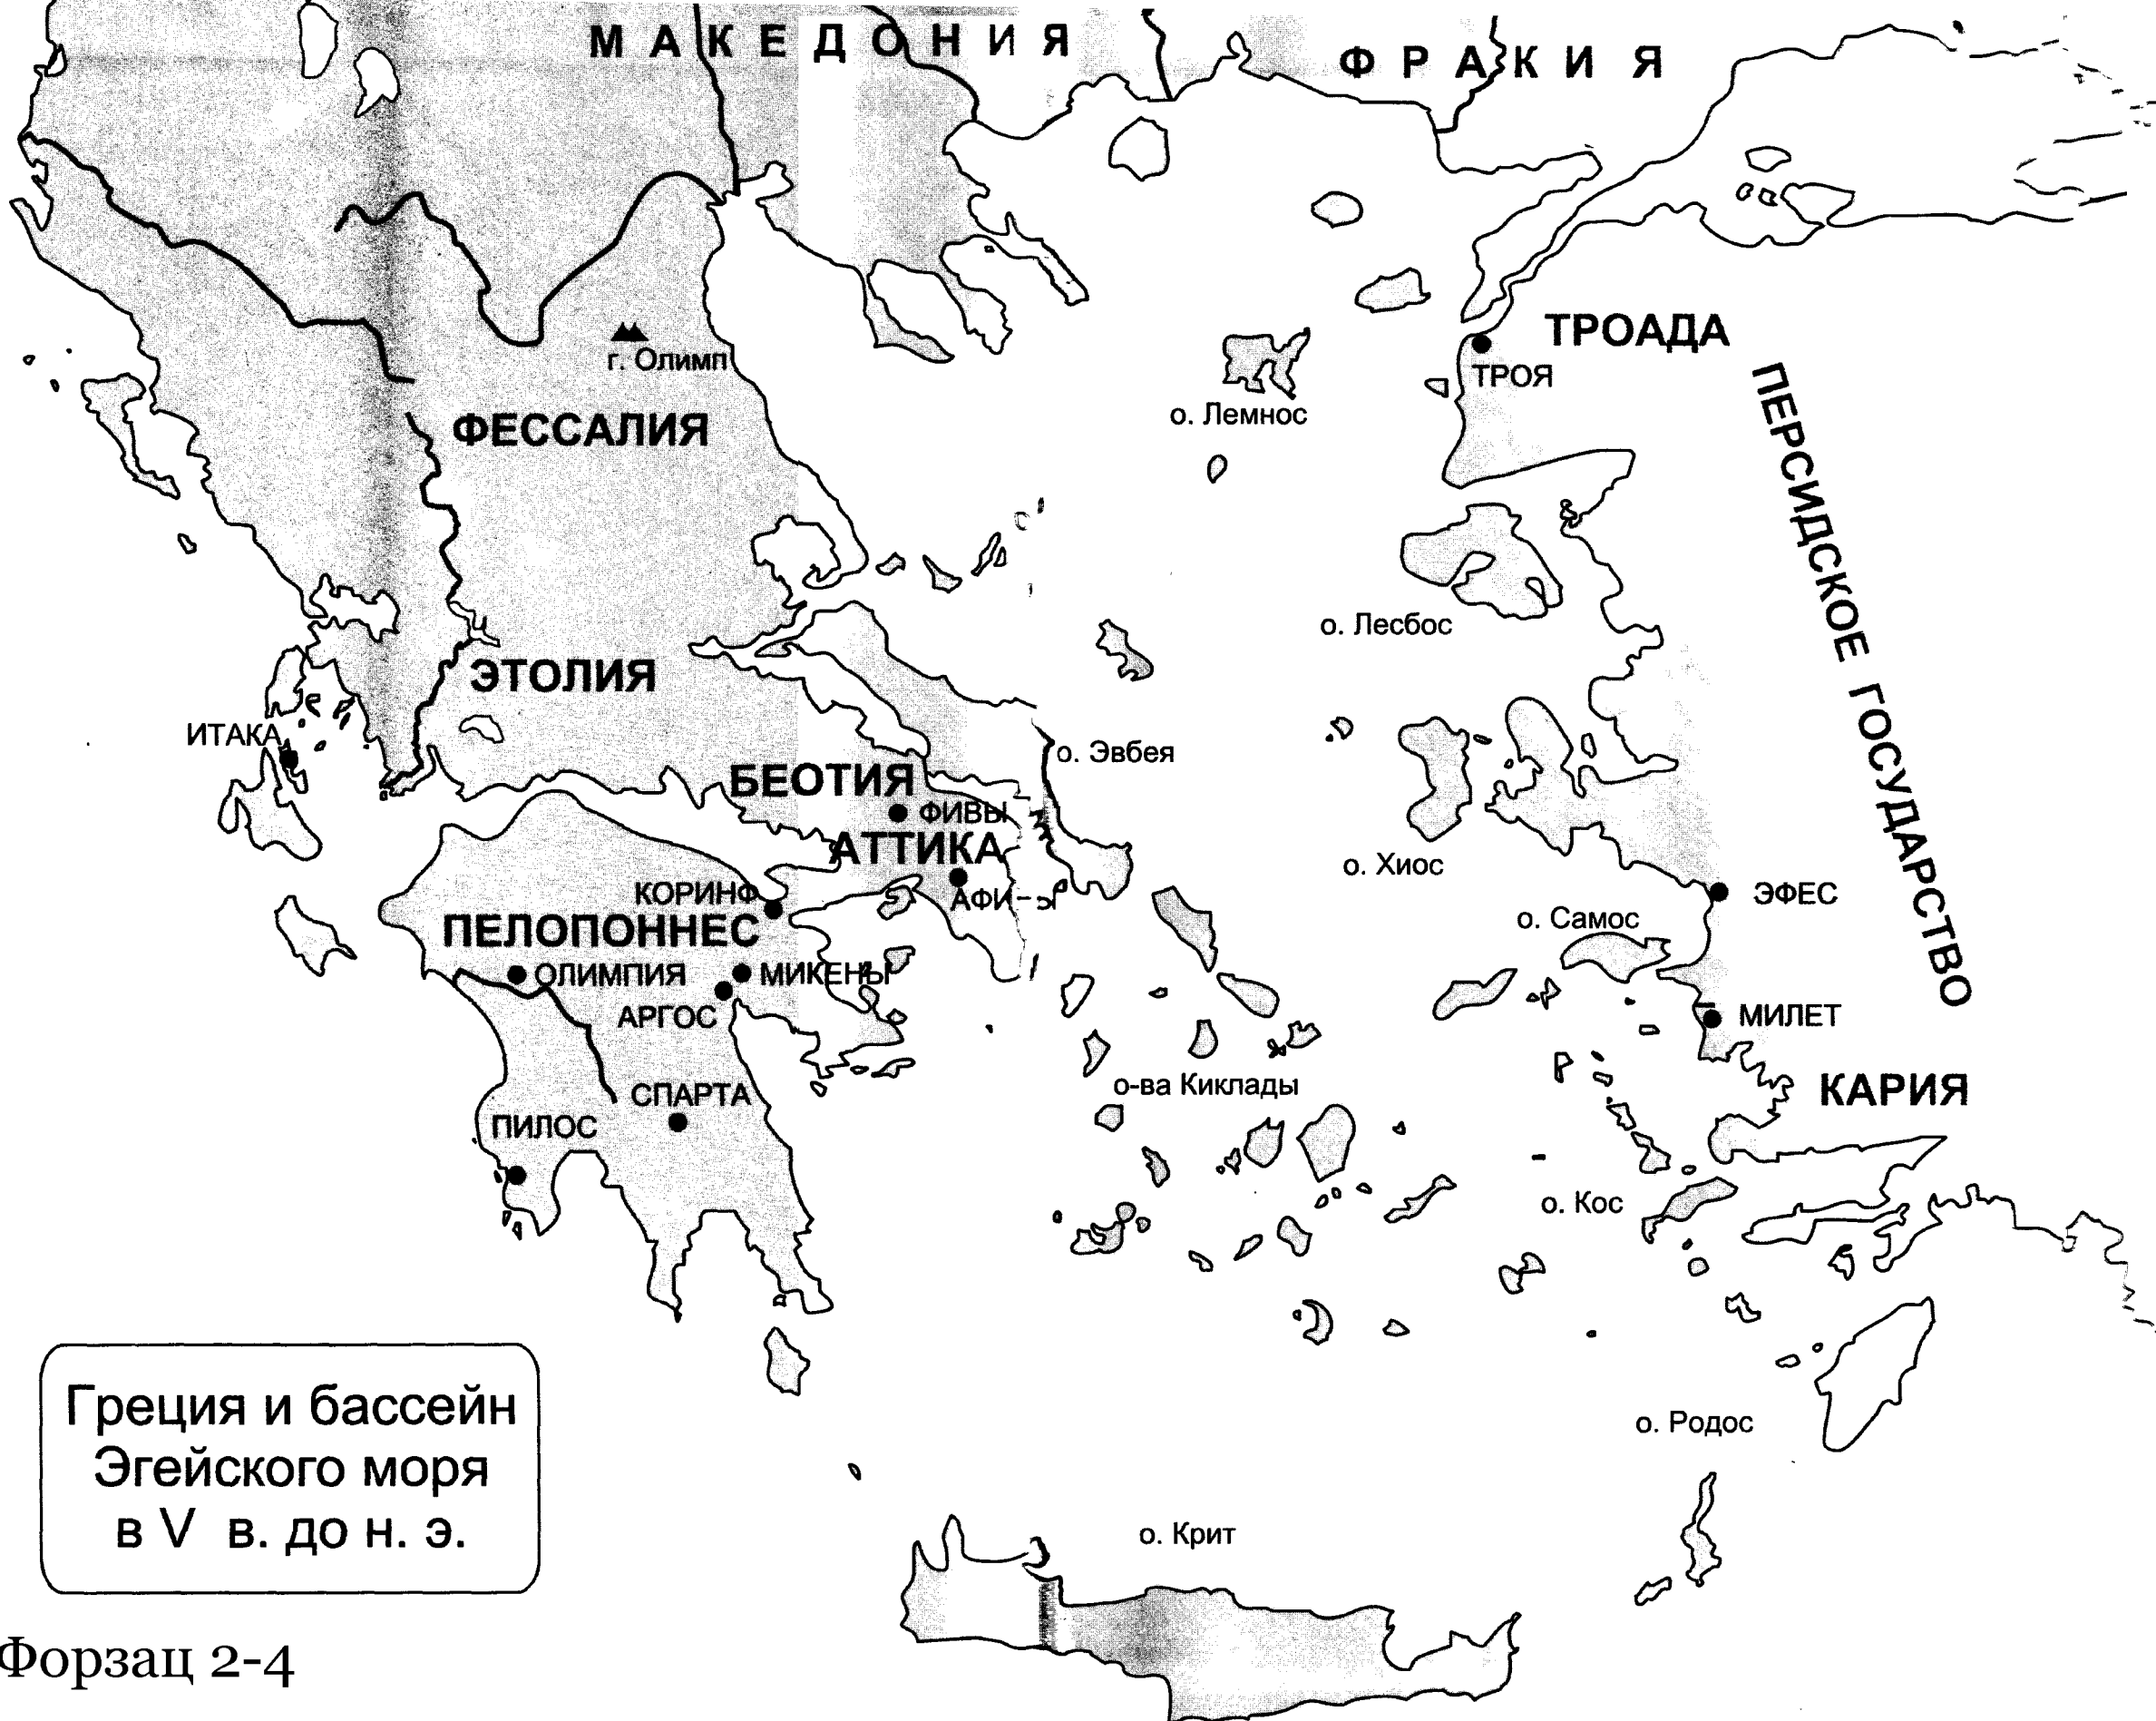 МАКЕДОНИЯ
ФРАКИЯ
г. Олимп
ТРОАДА
ТРОЯ
ФЕССАЛИЯ
о. Лемнос
ПЕРСИДСКОЕ ГОСУДАРСТВО
о. Лесбос
ЭТОЛИЯ
ИТАКА
о. Эвбея
БЕОТИЯ
ФИВЫ
АТТИКА
о. Хиос
КОРИНФ
АФИ-Ы
ЭФЕС
ПЕЛОПОННЕС
о. Самос
ОЛИМПИЯ
МИКЕНЫ
АРГОС
МИЛЕТ
о-ва Киклады
КАРИЯ
СПАРТА
ПИЛОС
о. Кос
о. Родос
о. Крит
Греция и бассейн
Эгейского моря
в V в. до н. э.
Форзац 2-4